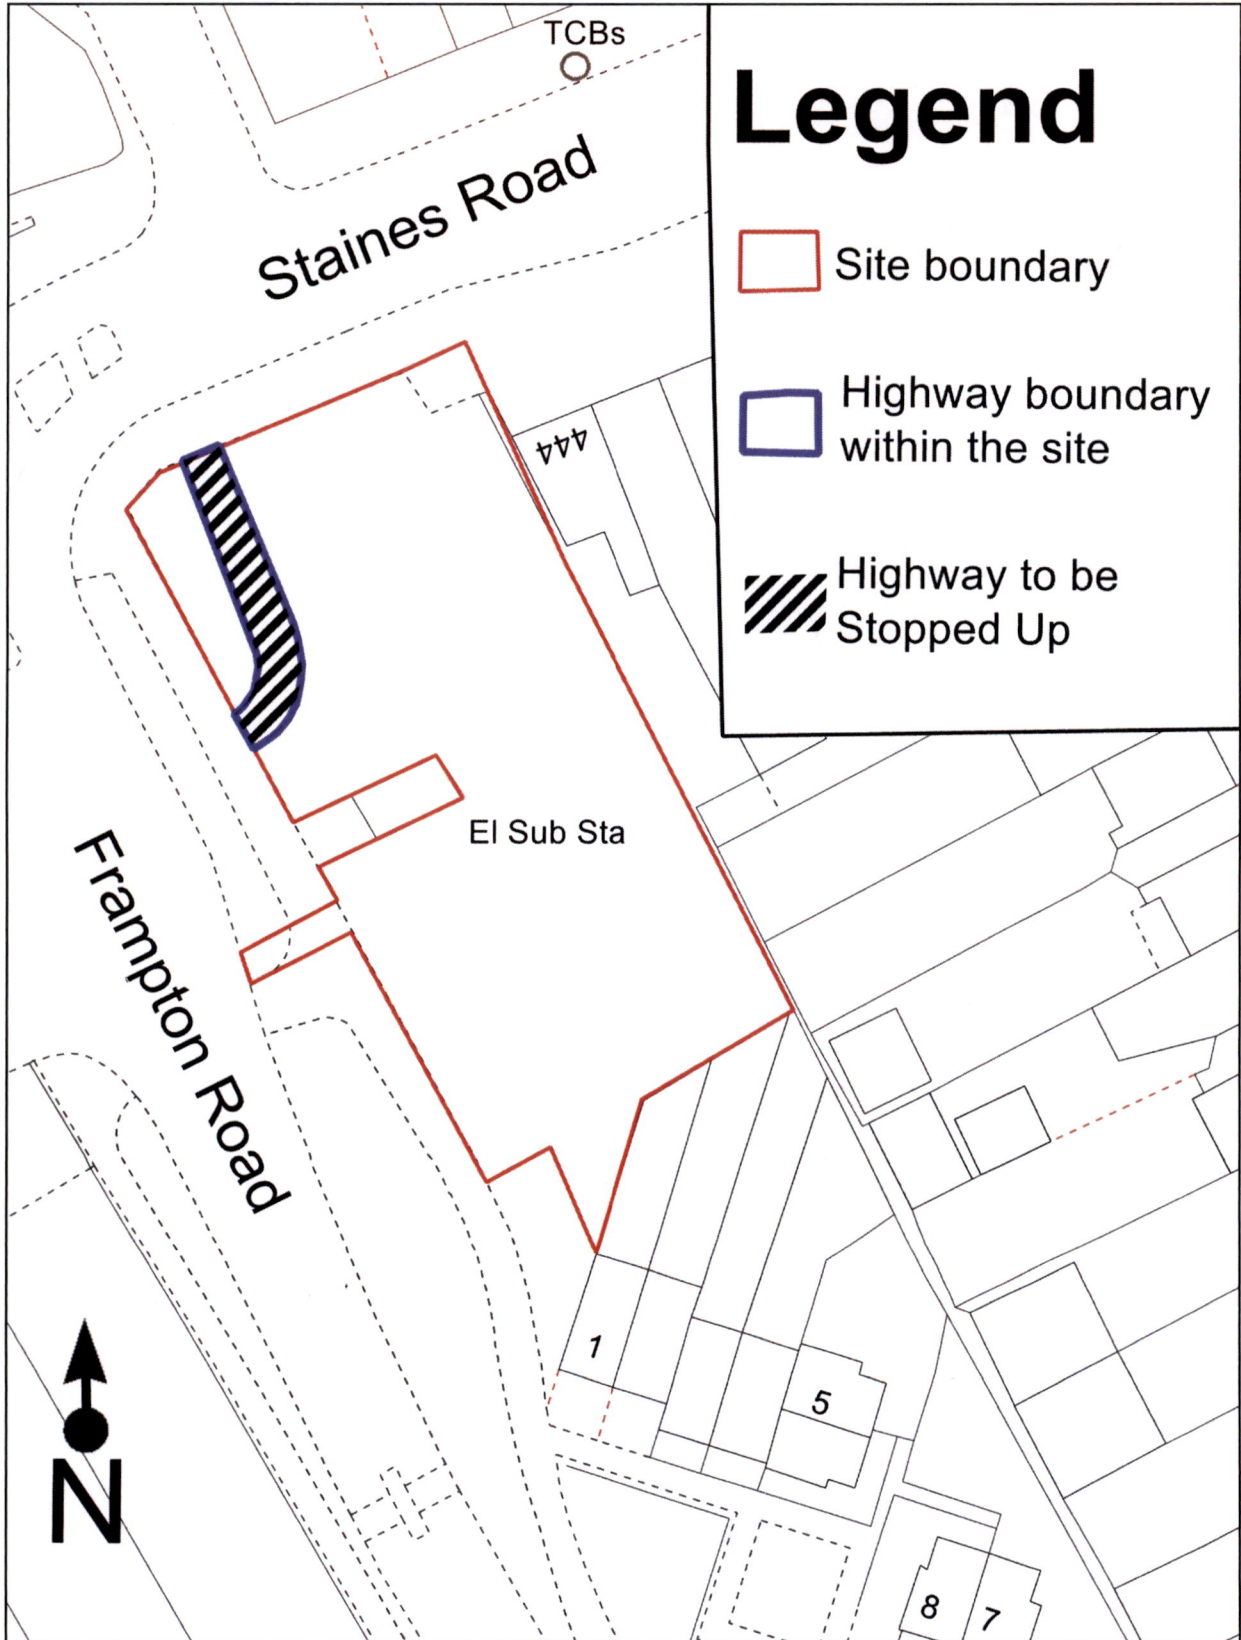 TCBs
Legend
Staines Road
Site boundary
Highway boundary
within the site
444
Highway to be
Stopped Up
El Sub Sta
Frampton Road
1
5
N
8
7